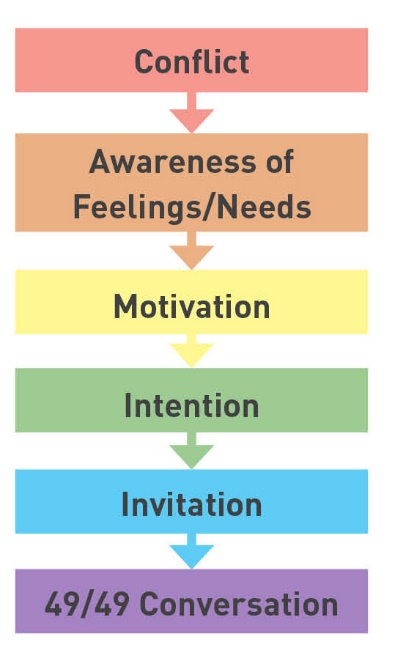 Conflict
Awareness of
Feelings/Needs
Motivation
Intention
Invitation
49/49 Conversation